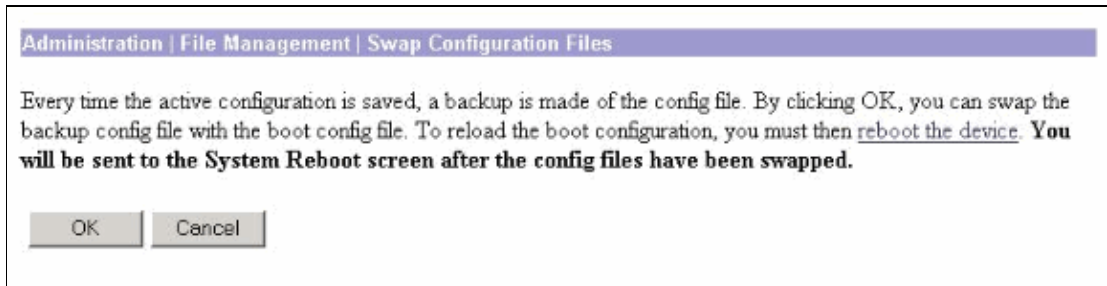 Administration | File Management | Swap Configuration Files
Every time the active configuration is saved, a backup is made of the config file. By clicking OK, you can swap the
backup config file with the boot config file. To reload the boot configuration, you must then reboot the device. You
will be sent to the System Reboot screen after the config files have been swapped.
OK Cancel